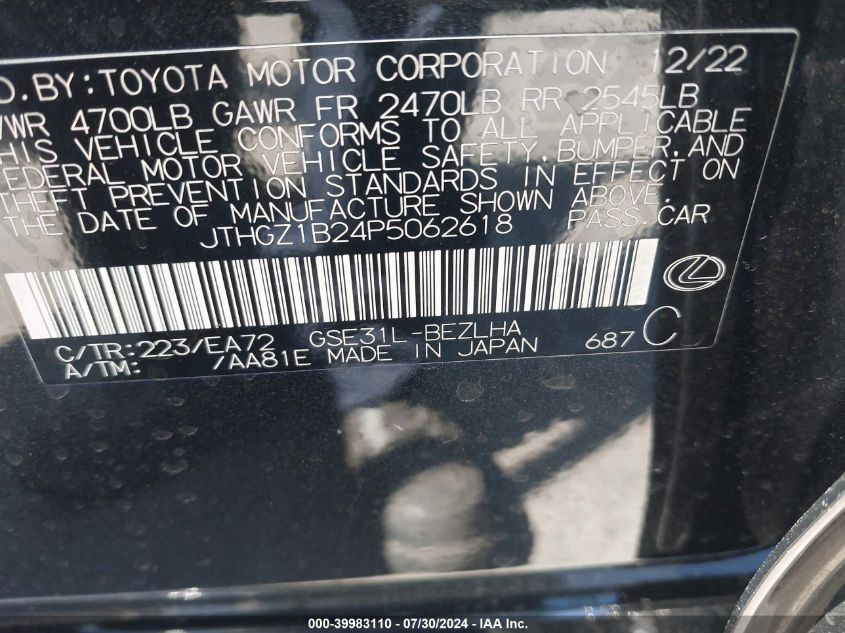 D.BY:TOYOTA MOTOR CORPORATION 12/22
VWR 4700LB GAWR FR 2470LB RR 2545LB
HIS VEHICLE CONFORMS TO ALL APPLICABLE
EDERAL MOTOR VEHICLE SAFETY,BUMPER,AND
THEFT PREVENTION STANDARDS IN EFFECT ON
THE DATE OF MANUFACTURE SHOWN ABOVE.
JTHGZ1B24P5062618 PASS.CAR
C/TR:223/EA72 GSE31L-BEZLHA
A/TM: /AA81E MADE IN JAPAN 687 C
000-39983110 / 07/30/2024 - IAA Inc.